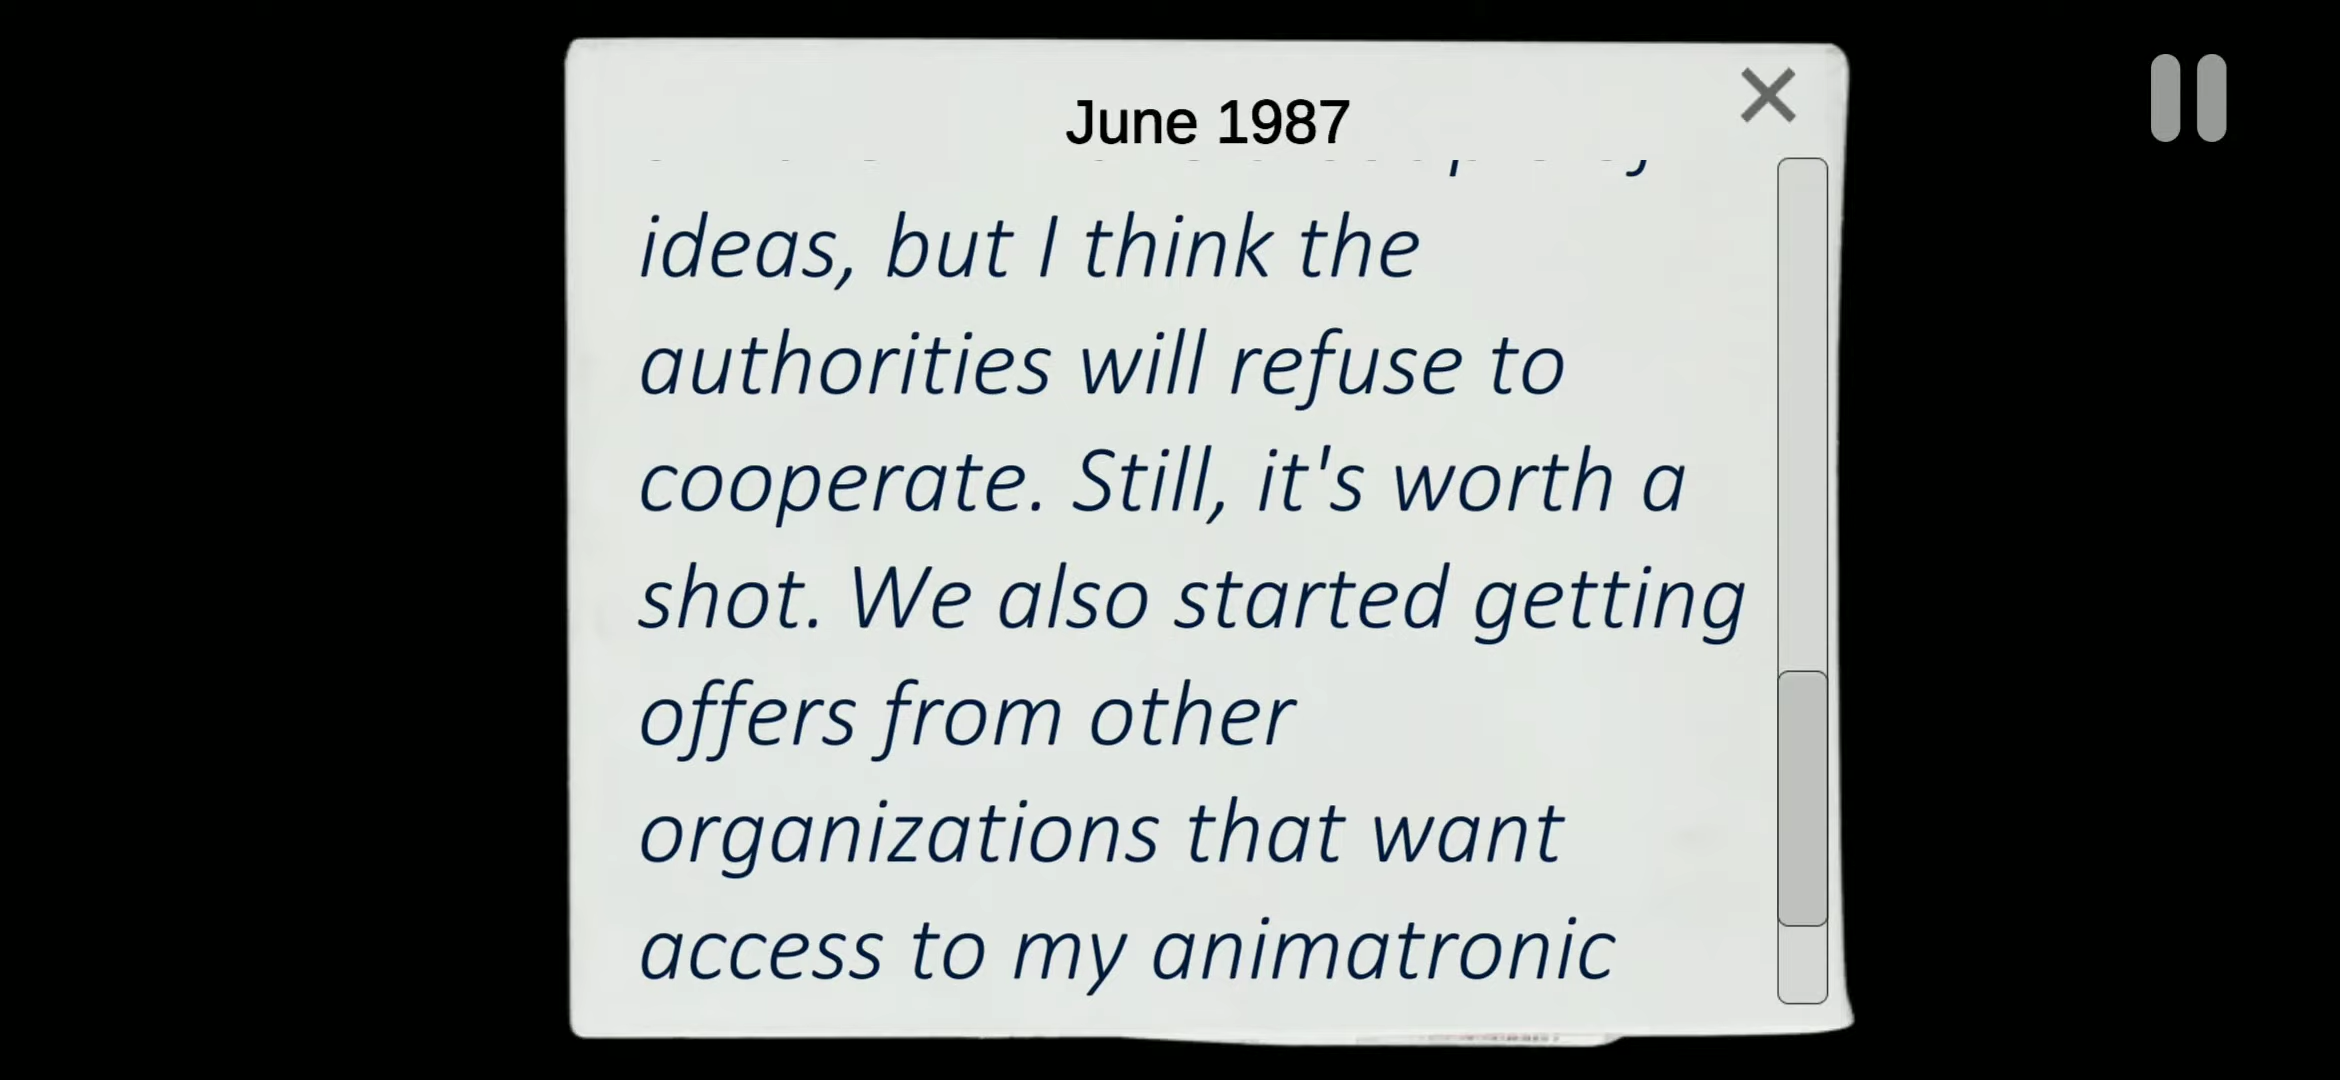 June 1987
ideas, but I think the
authorities will refuse to
cooperate. Still, it's worth a
shot. We also started getting
offers from other
organizations that want
access to my animatronic